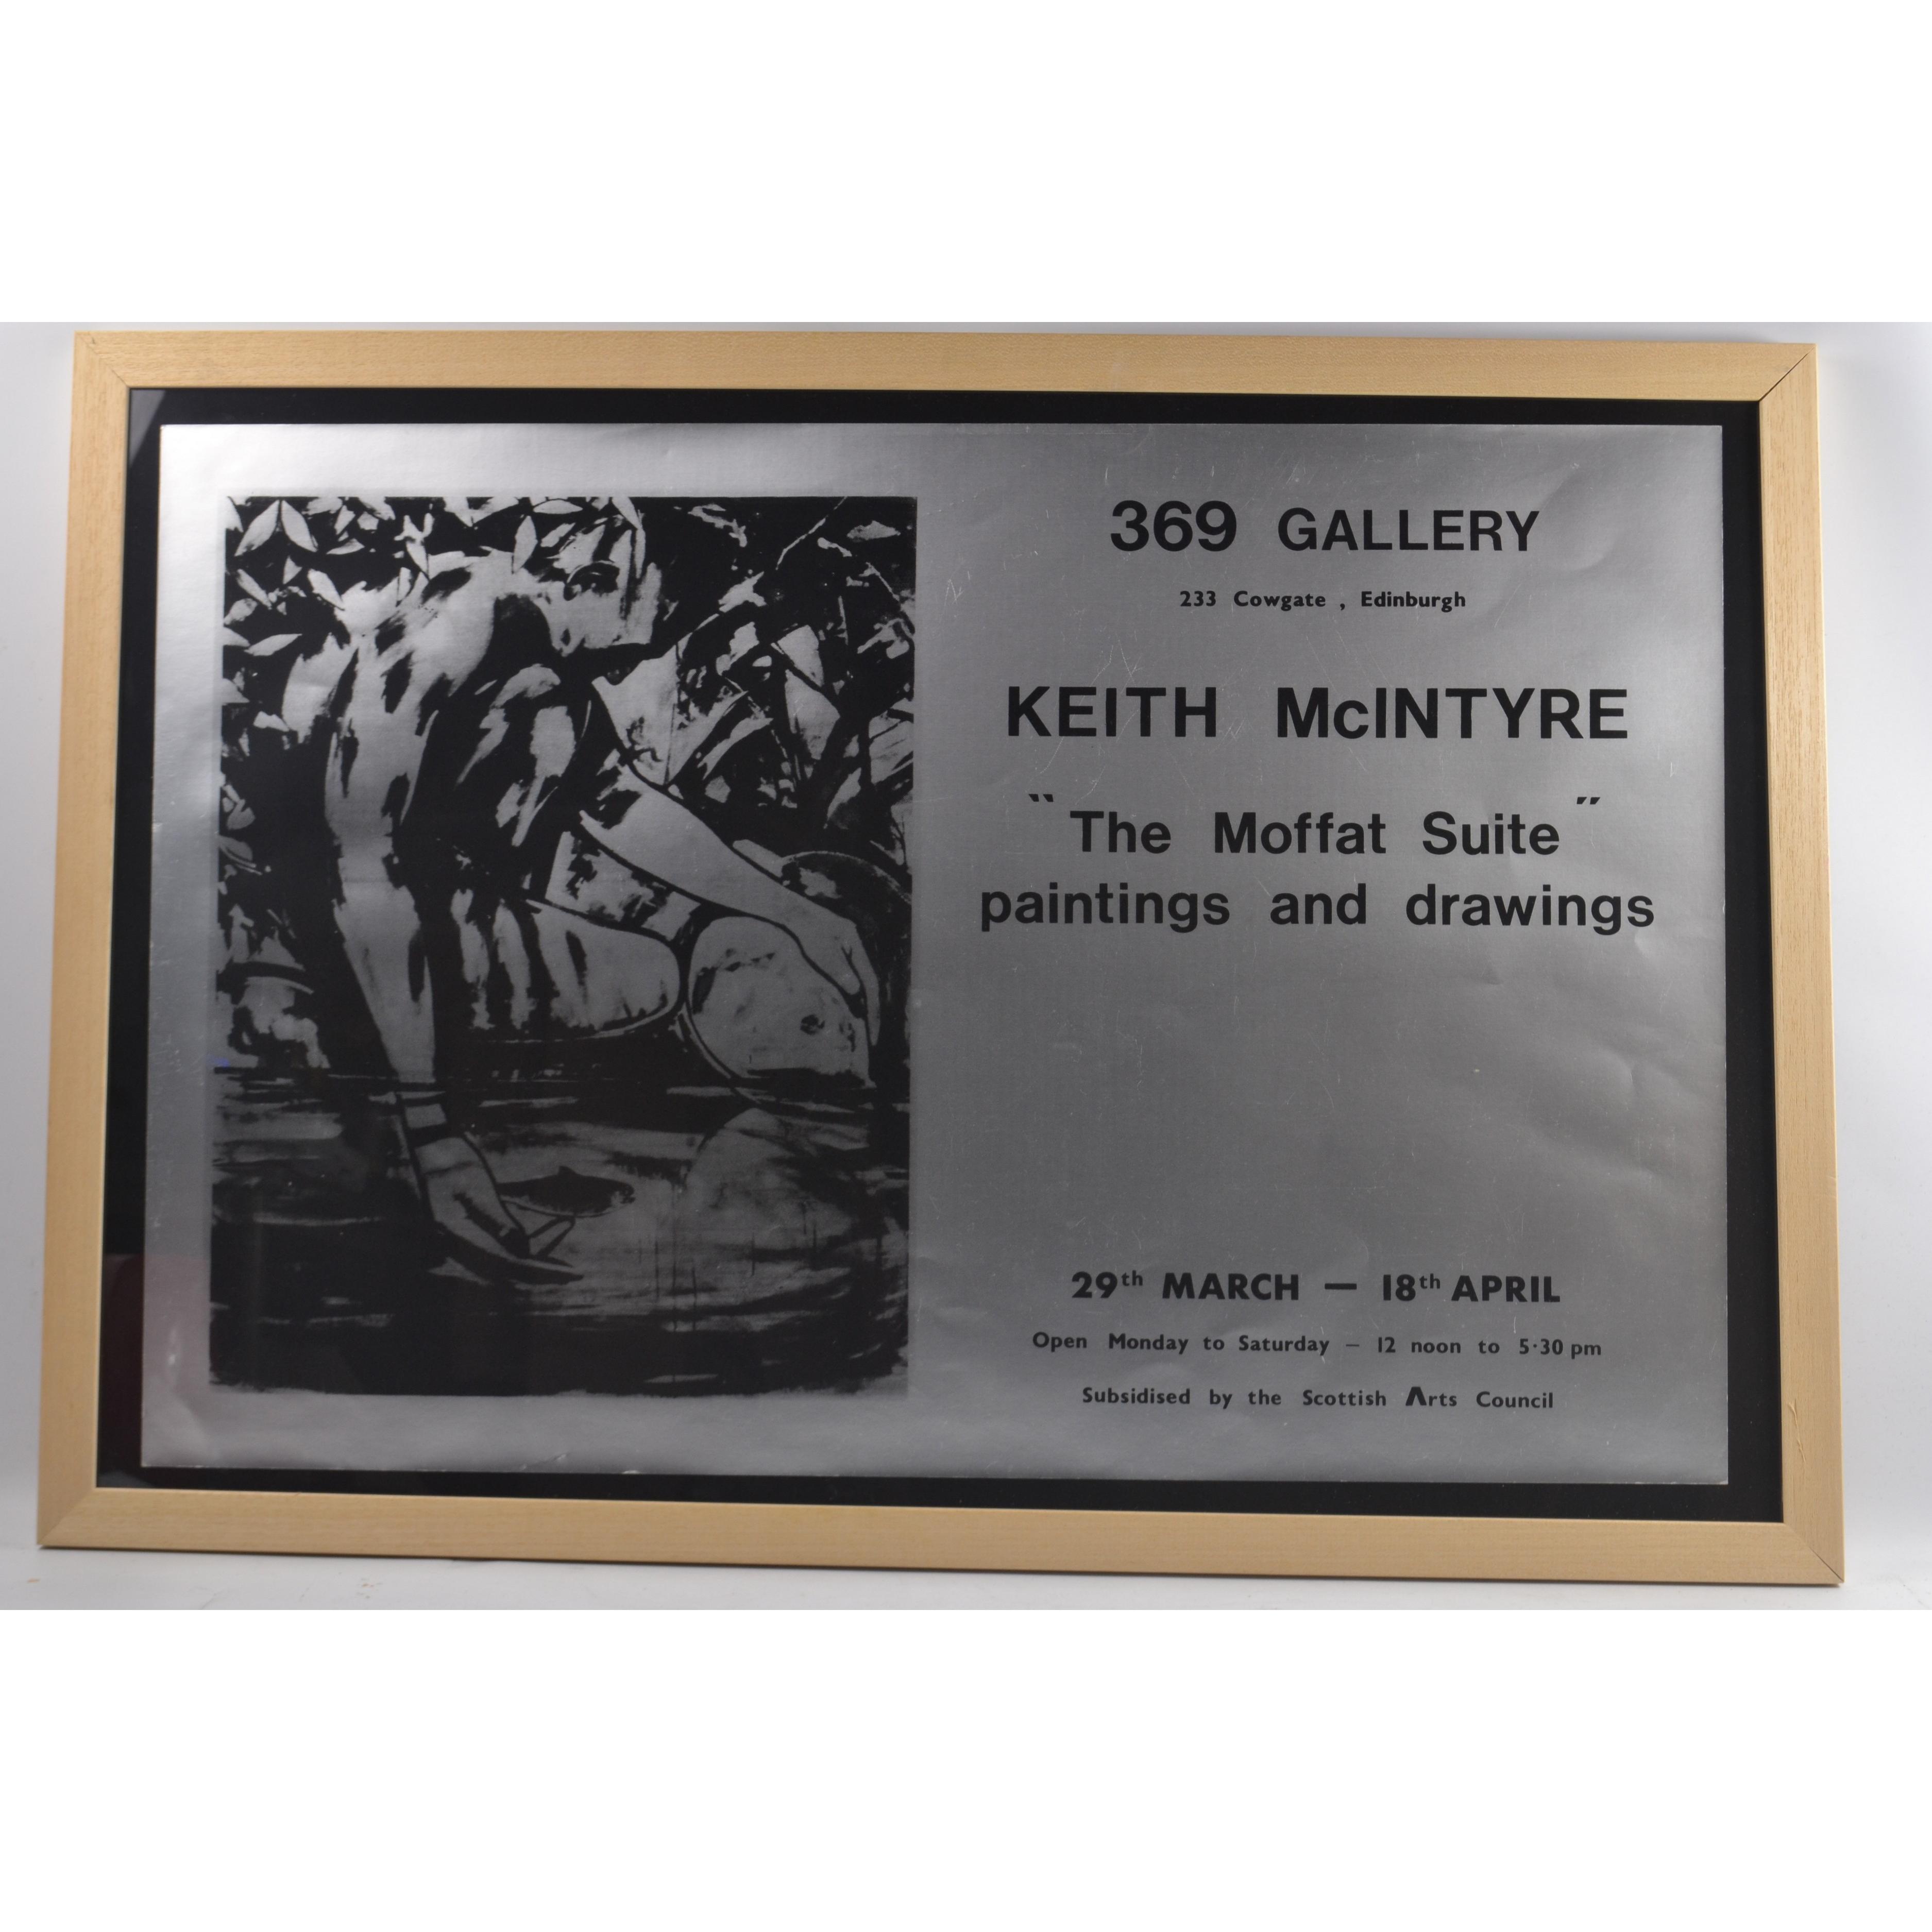 369 GALLERY
233 Cowgate , Edinburgh
KEITH McINTYRE
"The Moffat Suite"
paintings and drawings
29th MARCH — 18th APRIL
Open Monday to Saturday – 12 noon to 5·30 pm
Subsidised by the Scottish Arts Council